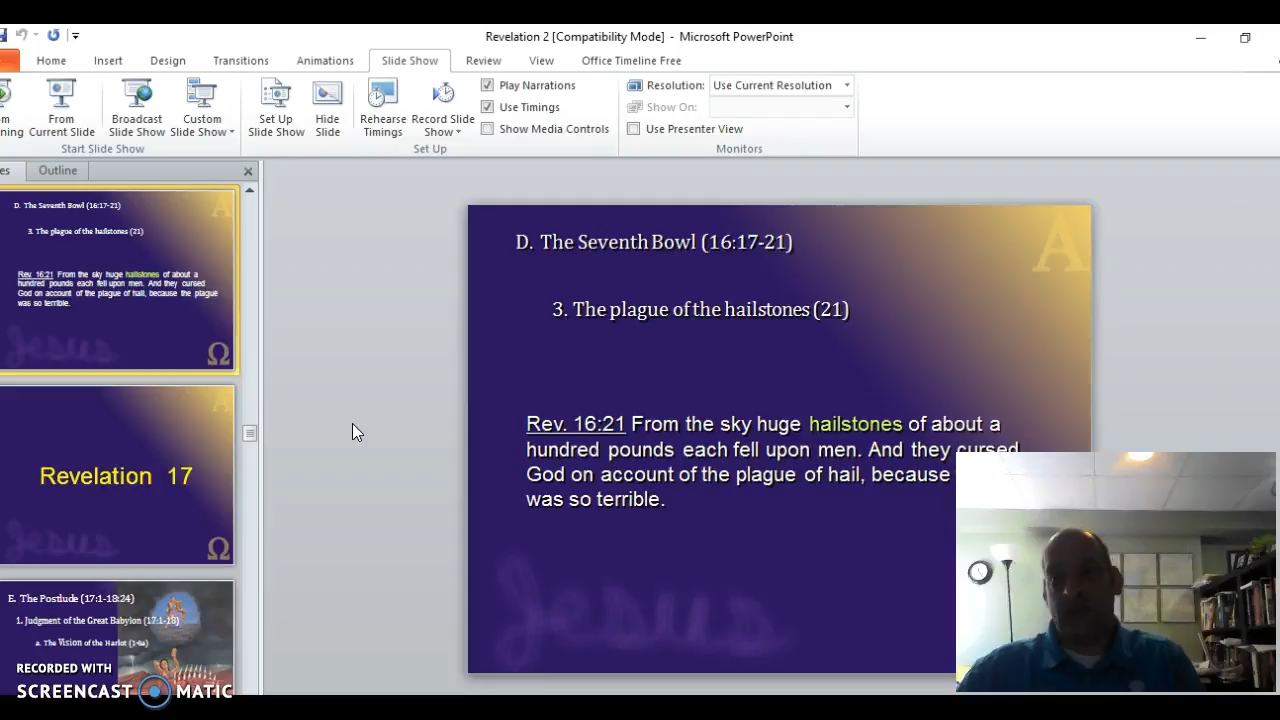 Revelation 2 [Compatibility Mode] - Microsoft PowerPoint
Home Insert Design Transitions Animations Slide Show Review View Office Timeline Free
From Current Slide
Broadcast Slide Show
Custom Slide Show
Set Up Slide Show
Hide Slide
Rehearse Timings
Record Slide Show
Play Narrations
Use Timings
Show Media Controls
Resolution: Use Current Resolution
Show On:
Use Presenter View
Start Slide Show
Set Up
Monitors
Outline
D. The Seventh Bowl (16:17-21)
3. The plague of the hailstones (21)
Rev. 16:21 From the sky huge hailstones of about a
hundred pounds each fell upon men. And they cursed
God on account of the plague of hail, because the plague
was so terrible.
A
Jesus
Ω
Revelation 17
A
Jesus
Ω
E. The Postlude (17:1-18:24)
1. Judgment of the Great Babylon (17:1-18)
a. The Vision of the Harlot (1-6a)
D. The Seventh Bowl (16:17-21)
A
3. The plague of the hailstones (21)
Rev. 16:21 From the sky huge hailstones of about a
hundred pounds each fell upon men. And they cursed
God on account of the plague of hail, because
was so terrible.
Jesus
RECORDED WITH
SCREENCAST MATIC